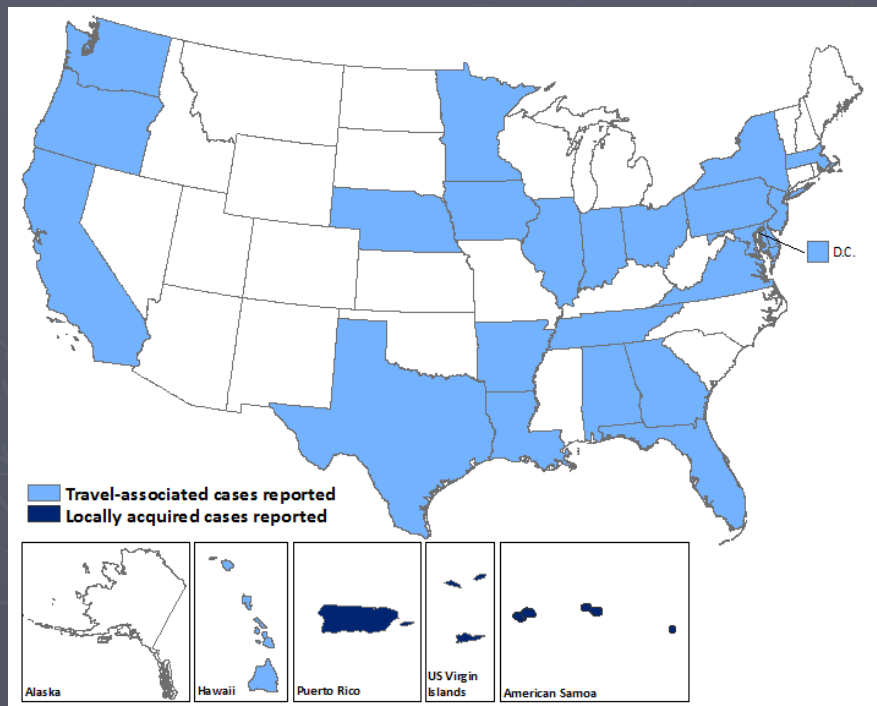 D.C.
Travel-associated cases reported
Locally acquired cases reported
Alaska
Hawaii
Puerto Rico
US Virgin
Islands
American Samoa